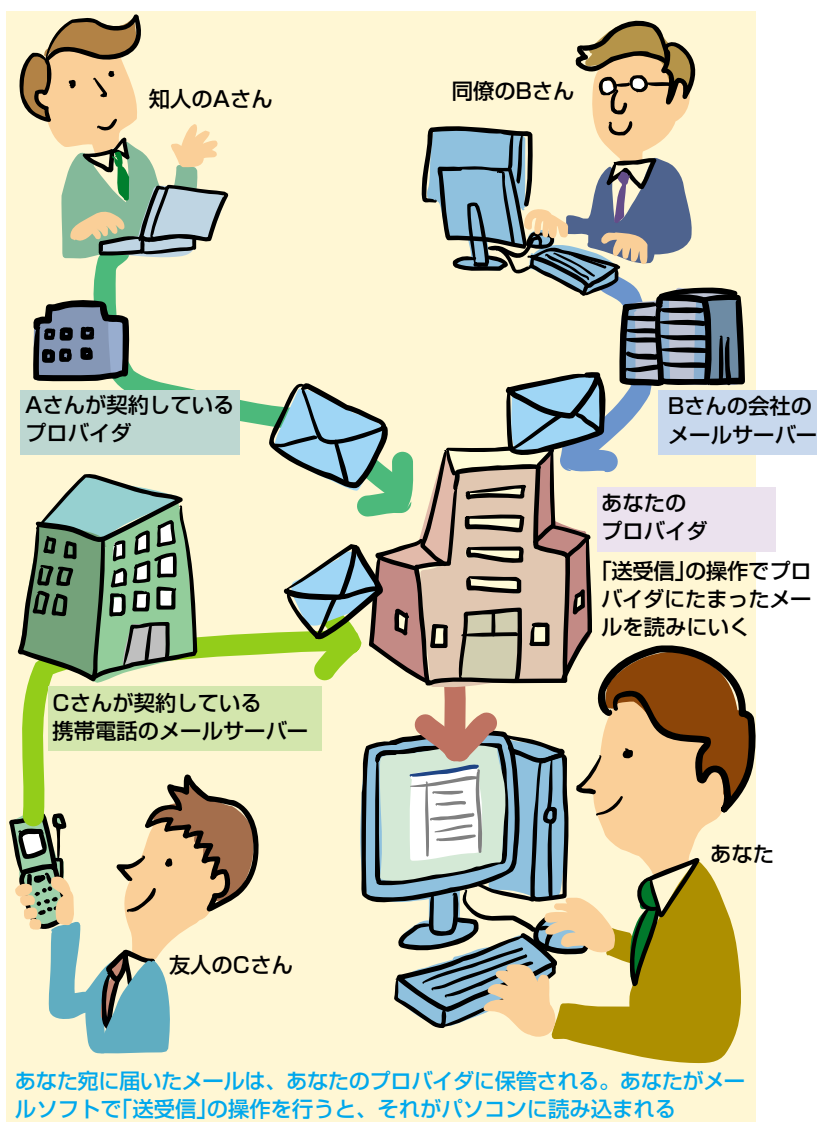 知人のAさん
同僚のBさん
Aさんが契約している
プロバイダ
Bさんの会社の
メールサーバー
あなたの
プロバイダ
「送受信」の操作でプロ
バイダにたまったメー
ルを読みにいく
Cさんが契約している
携帯電話のメールサーバー
あなた
友人のCさん
あなた宛に届いたメールは、あなたのプロバイダに保管される。あなたがメー
ルソフトで「送受信」の操作を行うと、それがパソコンに読み込まれる